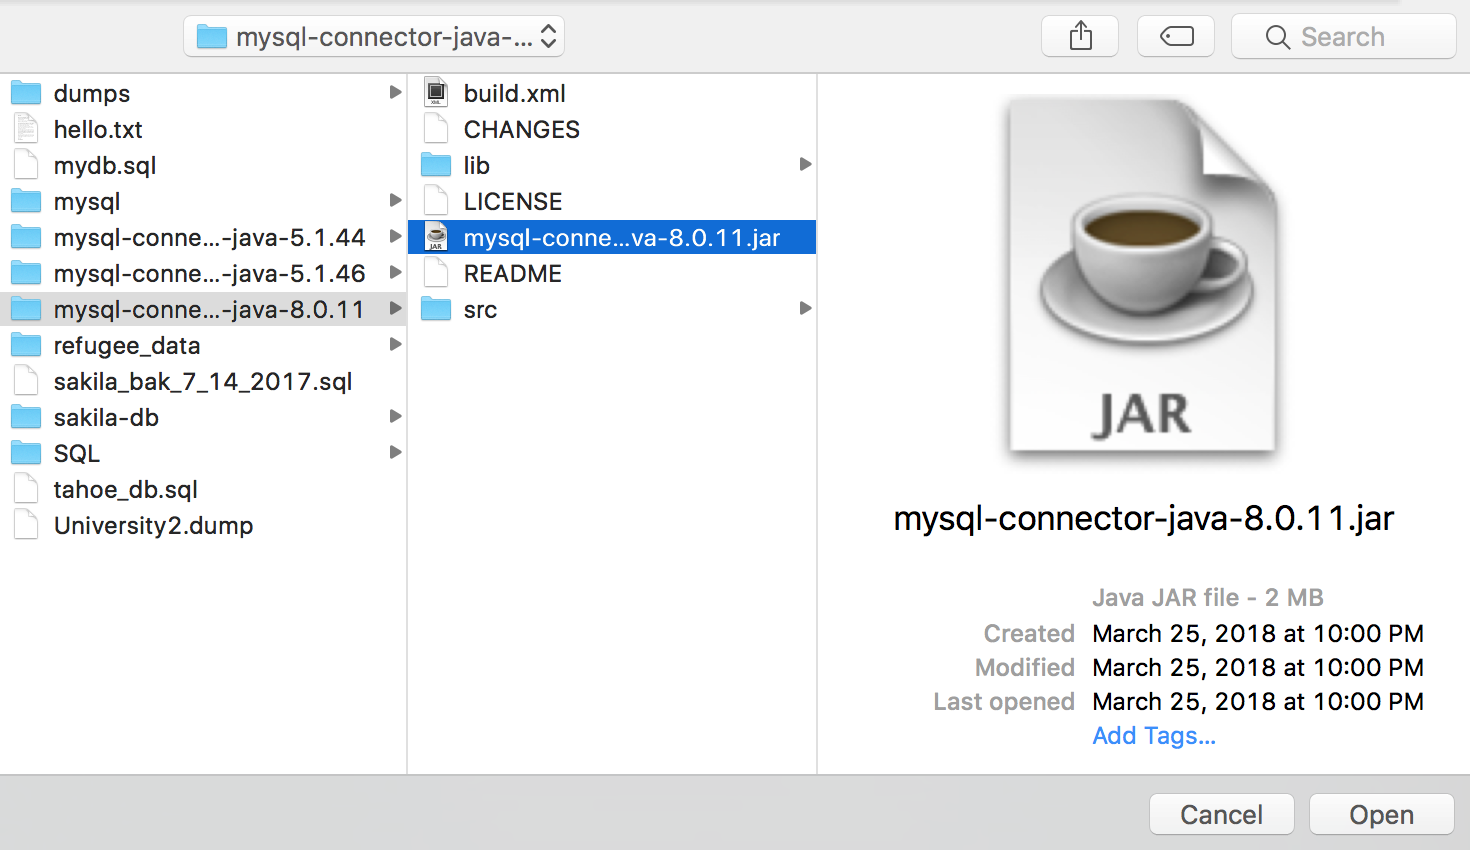 mysql-connector-java-...
Search
dumps
hello.txt
mydb.sql
mysql
mysql-conne...-java-5.1.44
mysql-conne...-java-5.1.46
mysql-conne...-java-8.0.11
refugee_data
sakila_bak_7_14_2017.sql
sakila-db
SQL
tahoe_db.sql
University2.dump
XML
build.xml
CHANGES
lib
LICENSE
JAR
mysql-conne...va-8.0.11.jar
README
src
JAR
mysql-connector-java-8.0.11.jar
Java JAR file - 2 MB
Created March 25, 2018 at 10:00 PM
Modified March 25, 2018 at 10:00 PM
Last opened March 25, 2018 at 10:00 PM
Add Tags...
Cancel
Open